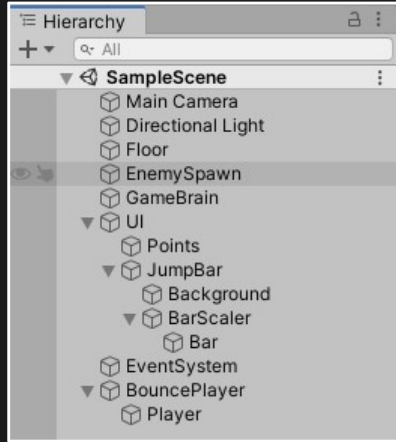 Hierarchy
All
SampleScene
Main Camera
Directional Light
Floor
EnemySpawn
GameBrain
UI
Points
JumpBar
Background
BarScaler
Bar
EventSystem
BouncePlayer
Player